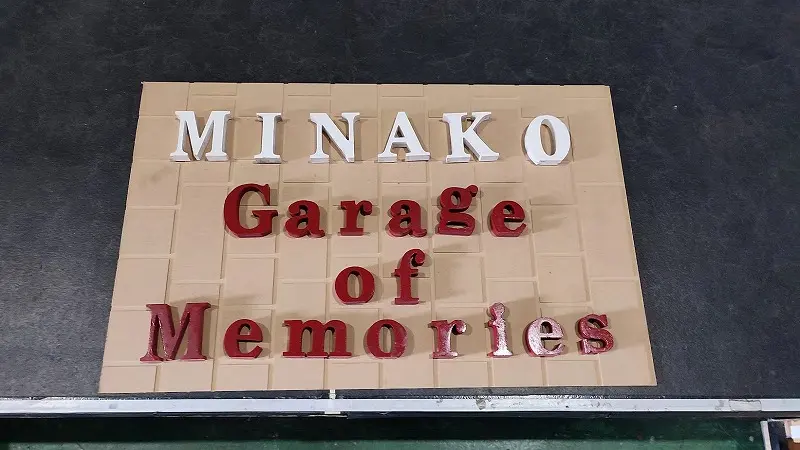 MINAKO
Garage
of
Memories